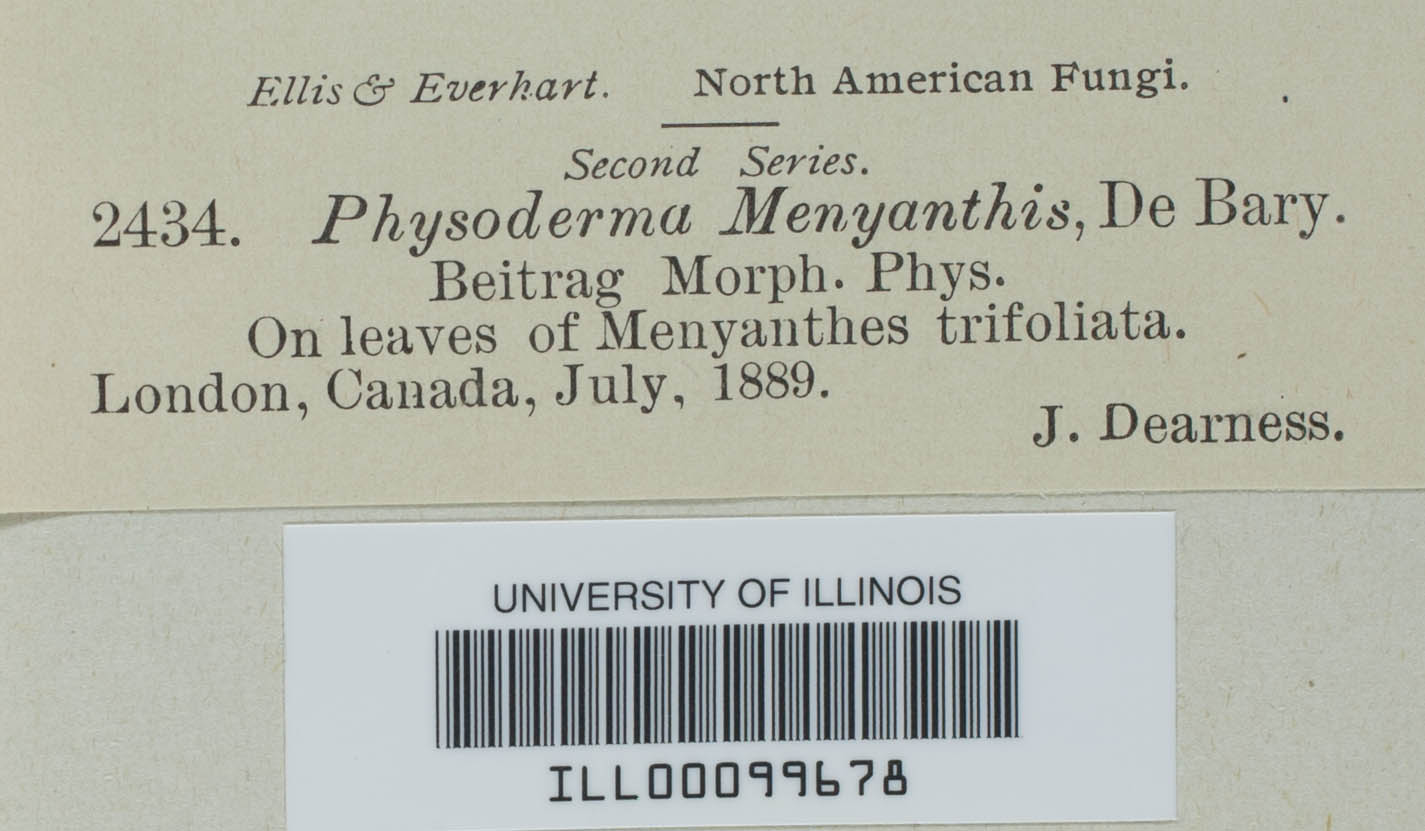 Ellis & Everhart. North American Fungi.
Second Series.
2434. Physoderma Menyanthis, De Bary.
Beitrag Morph. Phys.
On leaves of Menyanthes trifoliata.
London, Canada, July, 1889.
J. Dearness.
UNIVERSITY OF ILLINOIS
ILL00099678